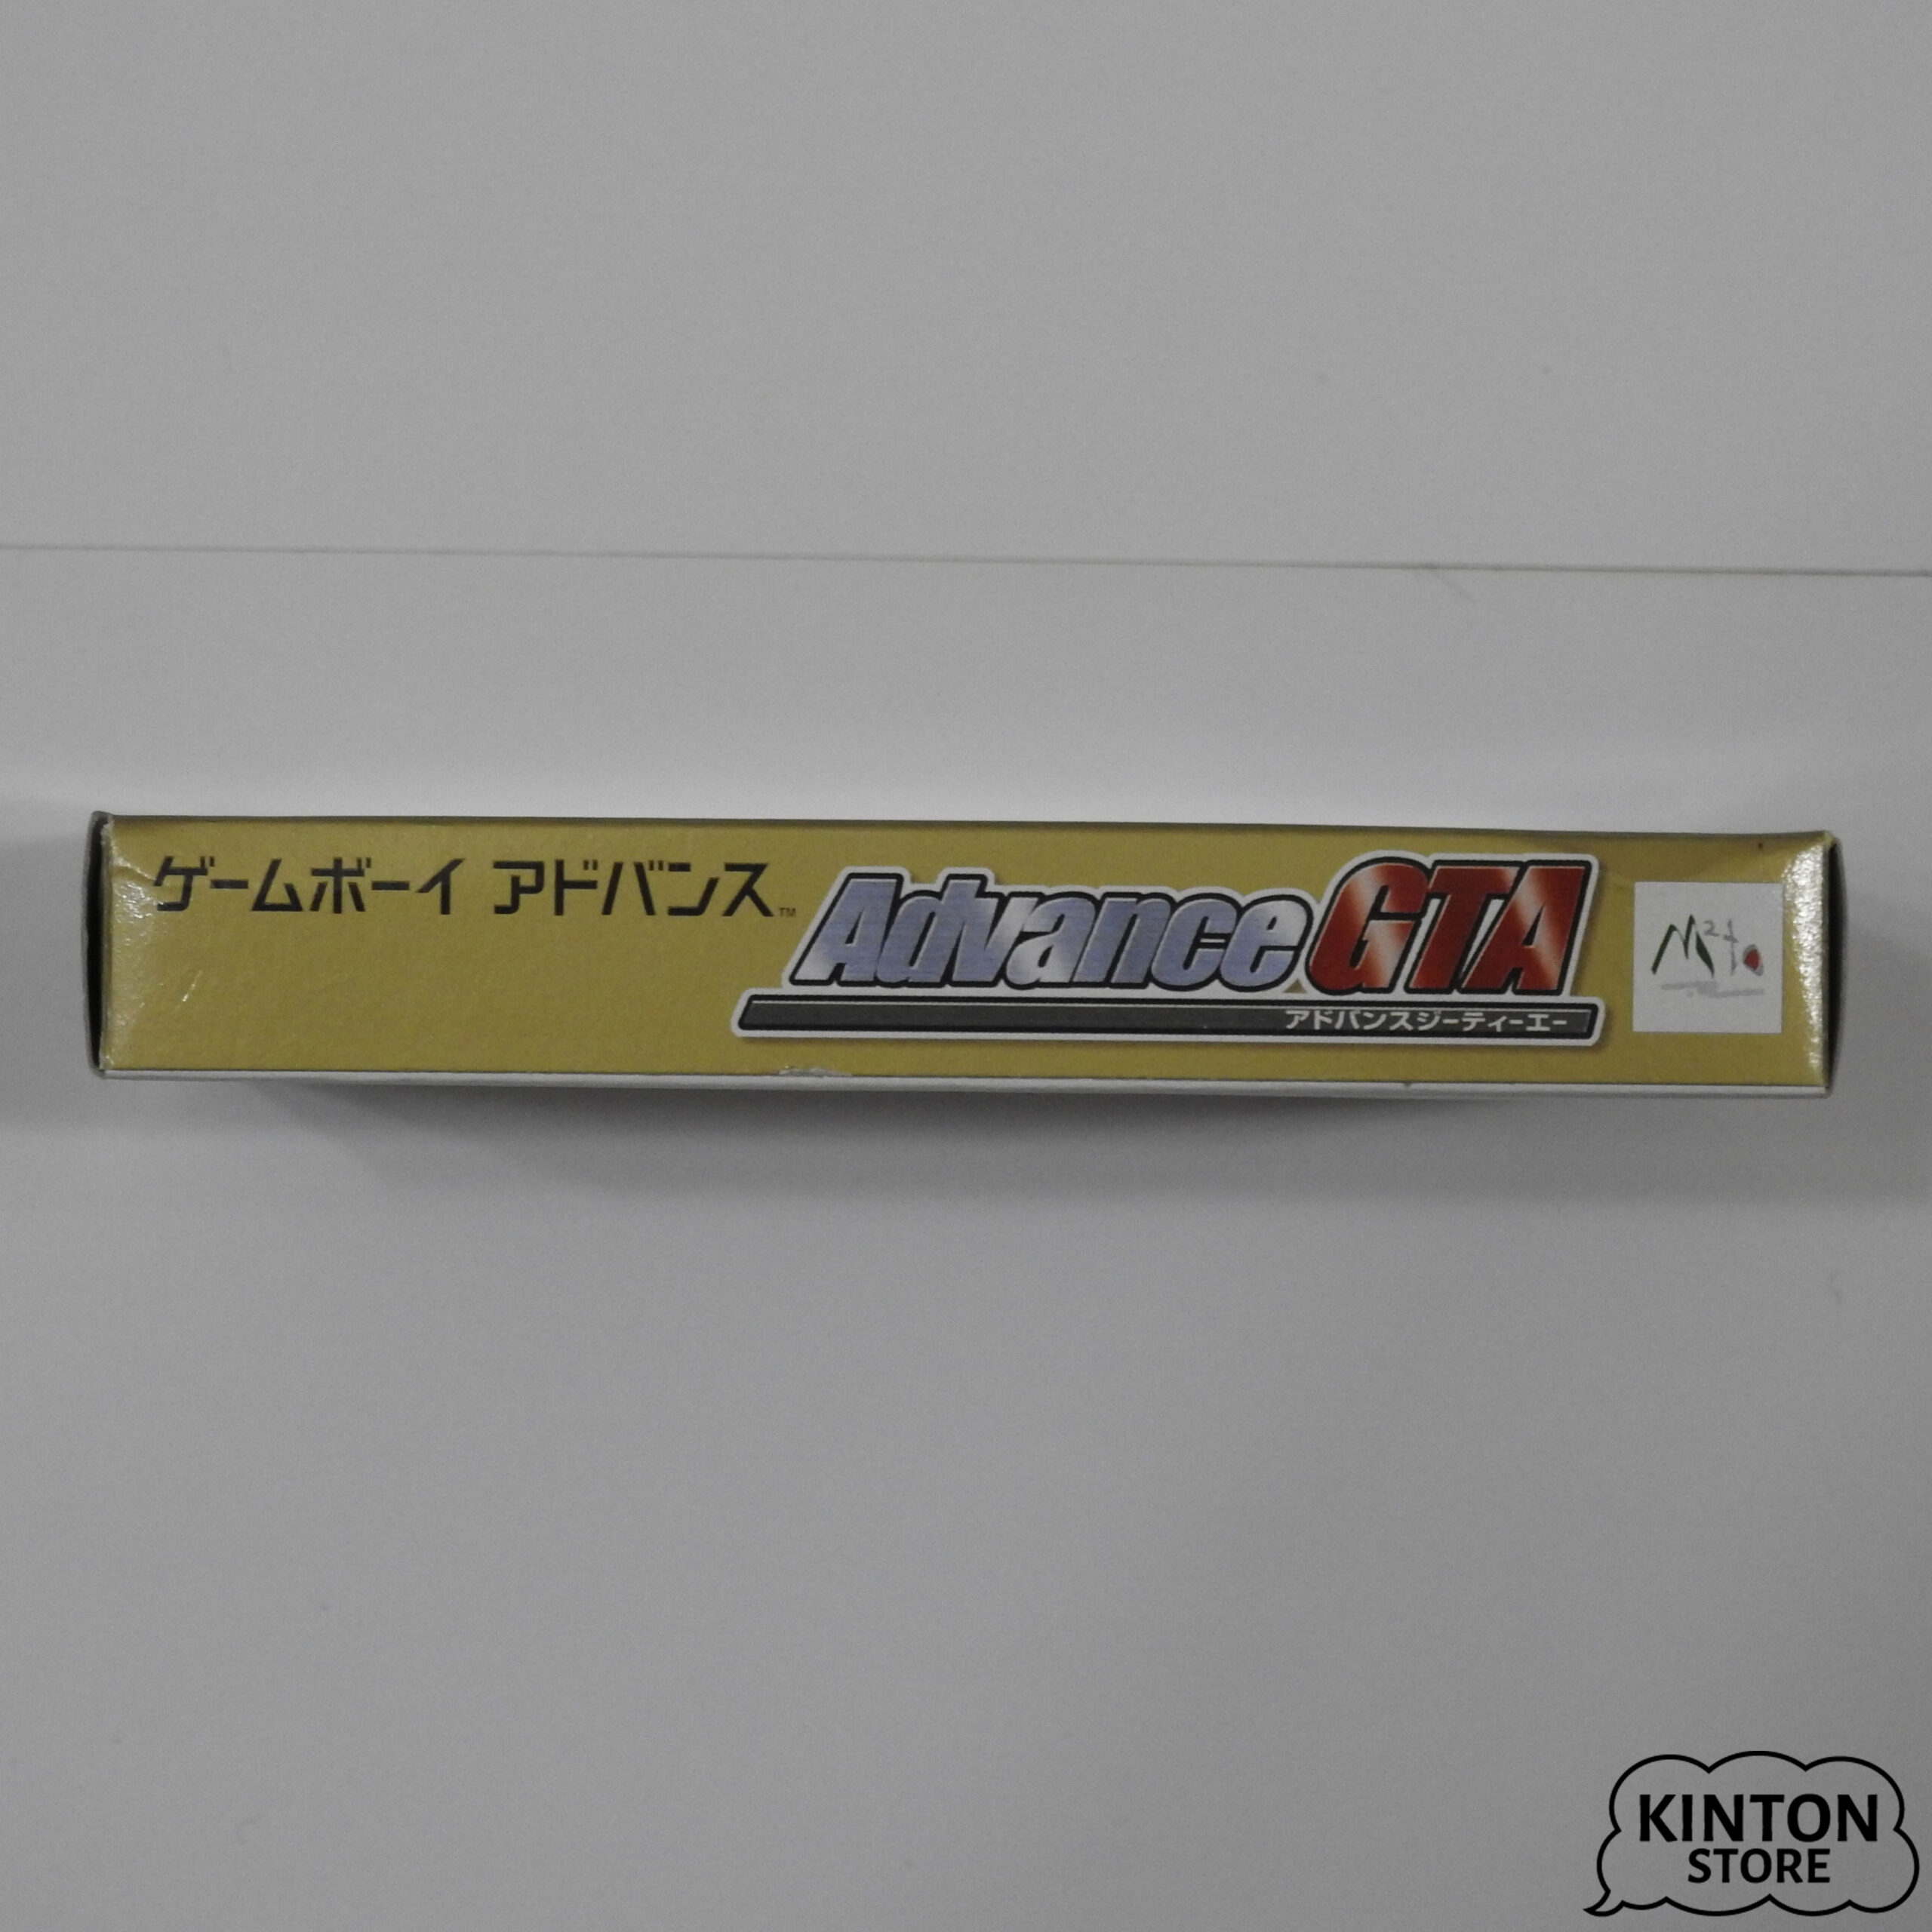 ゲームボーイ アドバンス™
Advance GTA
アドバンスジーティーエー
KINTON
STORE